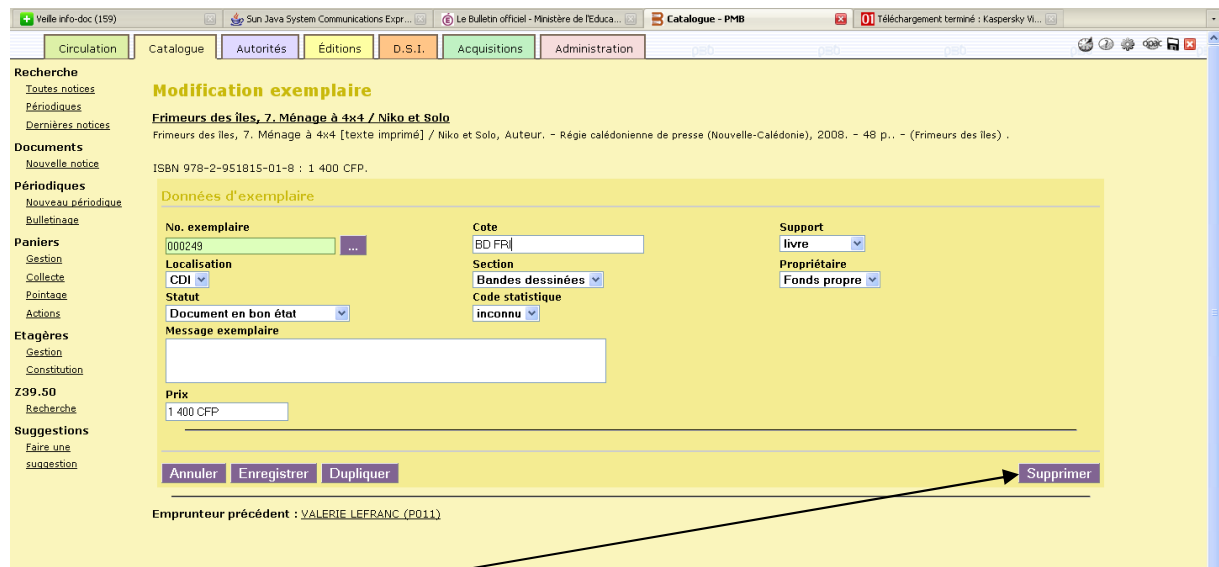 Veille info-doc (159) Sun Java System Communications Expr... Le Bulletin officiel - Ministère de l'Educa... Catalogue - PMB Téléchargement terminé : Kaspersky Vi...
Circulation Catalogue Autorités Éditions D.S.I. Acquisitions Administration
Recherche
Toutes notices
Périodiques
Dernières notices
Documents
Nouvelle notice
Périodiques
Nouveau périodique
Bulletinage
Paniers
Gestion
Collecte
Pointage
Actions
Etagères
Gestion
Constitution
Z39.50
Recherche
Suggestions
Faire une
suggestion
Modification exemplaire
Frimeurs des îles, 7. Ménage à 4x4 / Niko et Solo
Frimeurs des îles, 7. Ménage à 4x4 [texte imprimé] / Niko et Solo, Auteur. - Régie calédonienne de presse (Nouvelle-Calédonie), 2008. - 48 p.. - (Frimeurs des îles) .
ISBN 978-2-951815-01-8 : 1 400 CFP.
Données d'exemplaire
No. exemplaire Cote Support
000249 ... BD FRI livre
Localisation Section Propriétaire
CDI Bandes dessinées Fonds propre
Statut Code statistique
Document en bon état inconnu
Message exemplaire
Prix
1 400 CFP
Annuler Enregistrer Dupliquer Supprimer
Emprunteur précédent : VALERIE LEFRANC (P011)